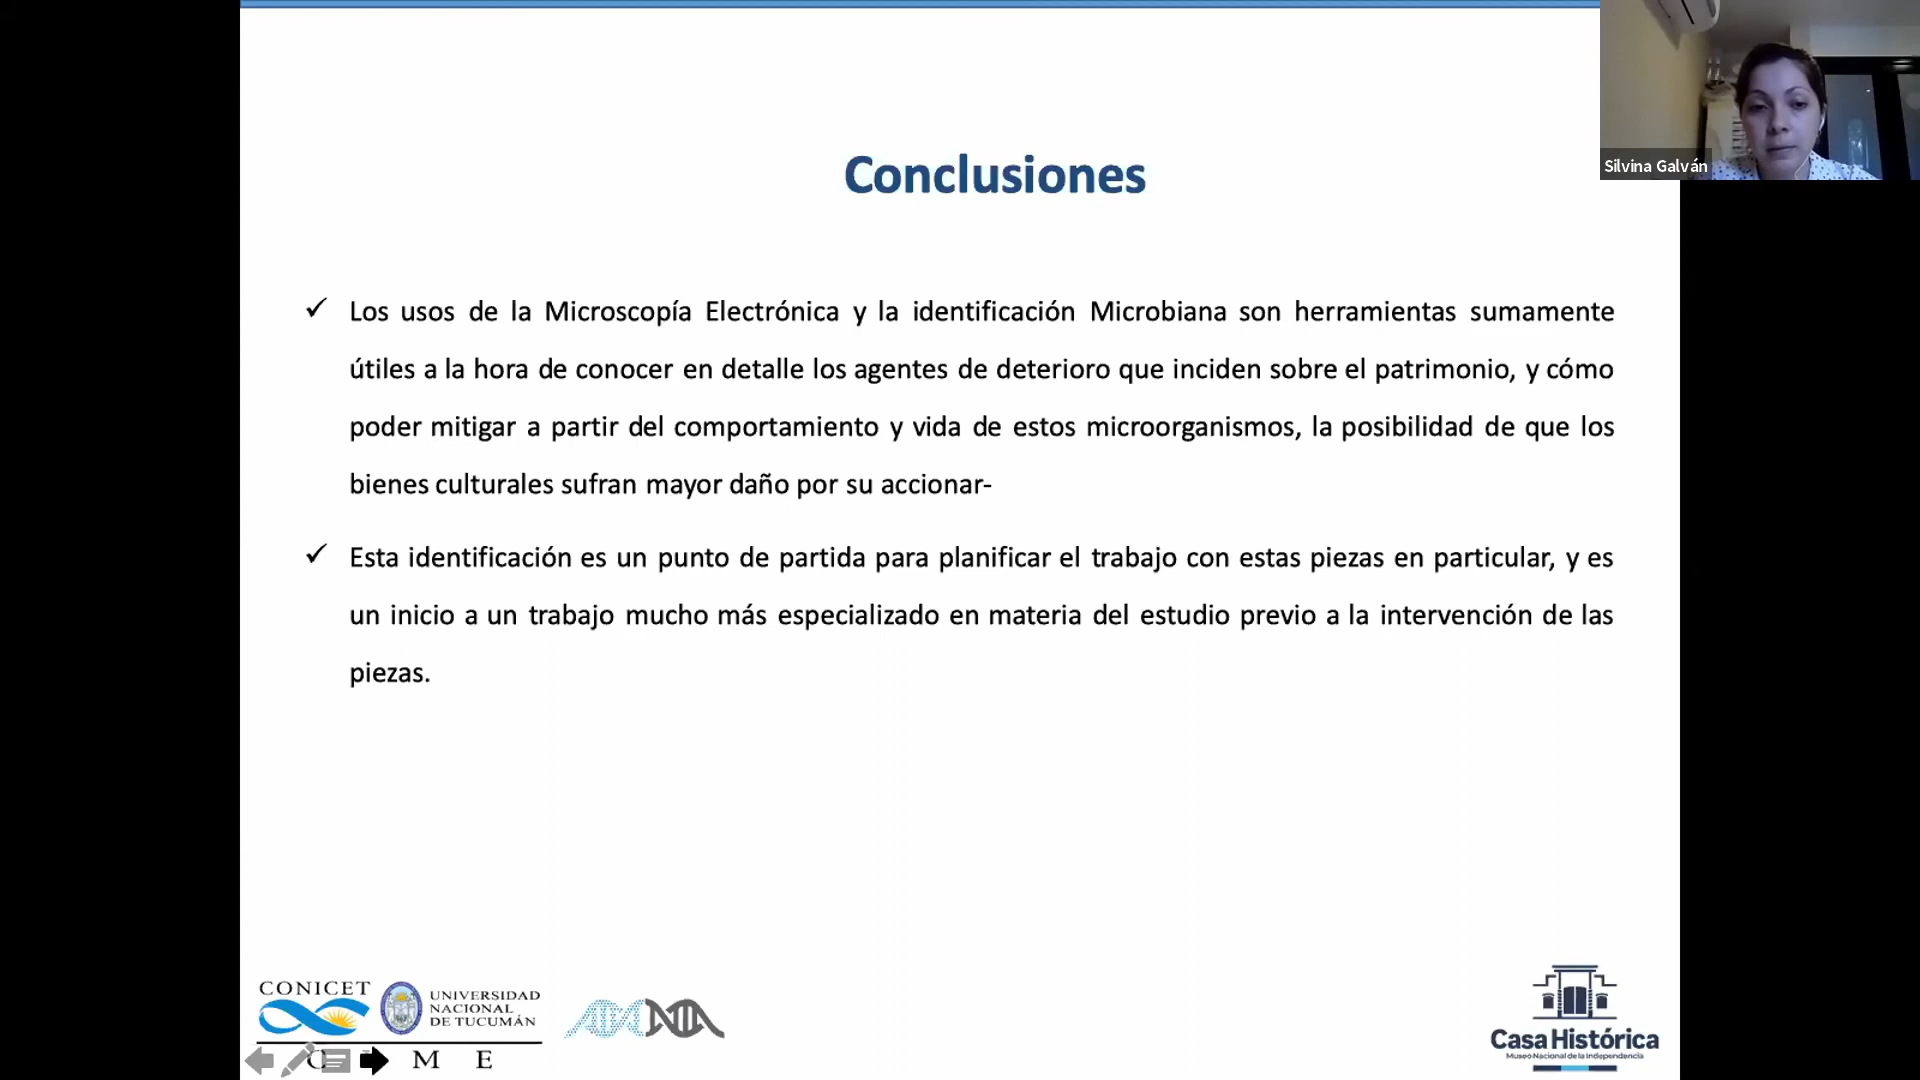 Conclusiones
Silvina Galván
✓ Los usos de la Microscopía Electrónica y la identificación Microbiana son herramientas sumamente
útiles a la hora de conocer en detalle los agentes de deterioro que inciden sobre el patrimonio, y cómo
poder mitigar a partir del comportamiento y vida de estos microorganismos, la posibilidad de que los
bienes culturales sufran mayor daño por su accionar-
✓ Esta identificación es un punto de partida para planificar el trabajo con estas piezas en particular, y es
un inicio a un trabajo mucho más especializado en materia del estudio previo a la intervención de las
piezas.
CONICET
UNIVERSIDAD
NACIONAL
DE TUCUMÁN
C M E
Casa Histórica
Museo Nacional de la Independencia